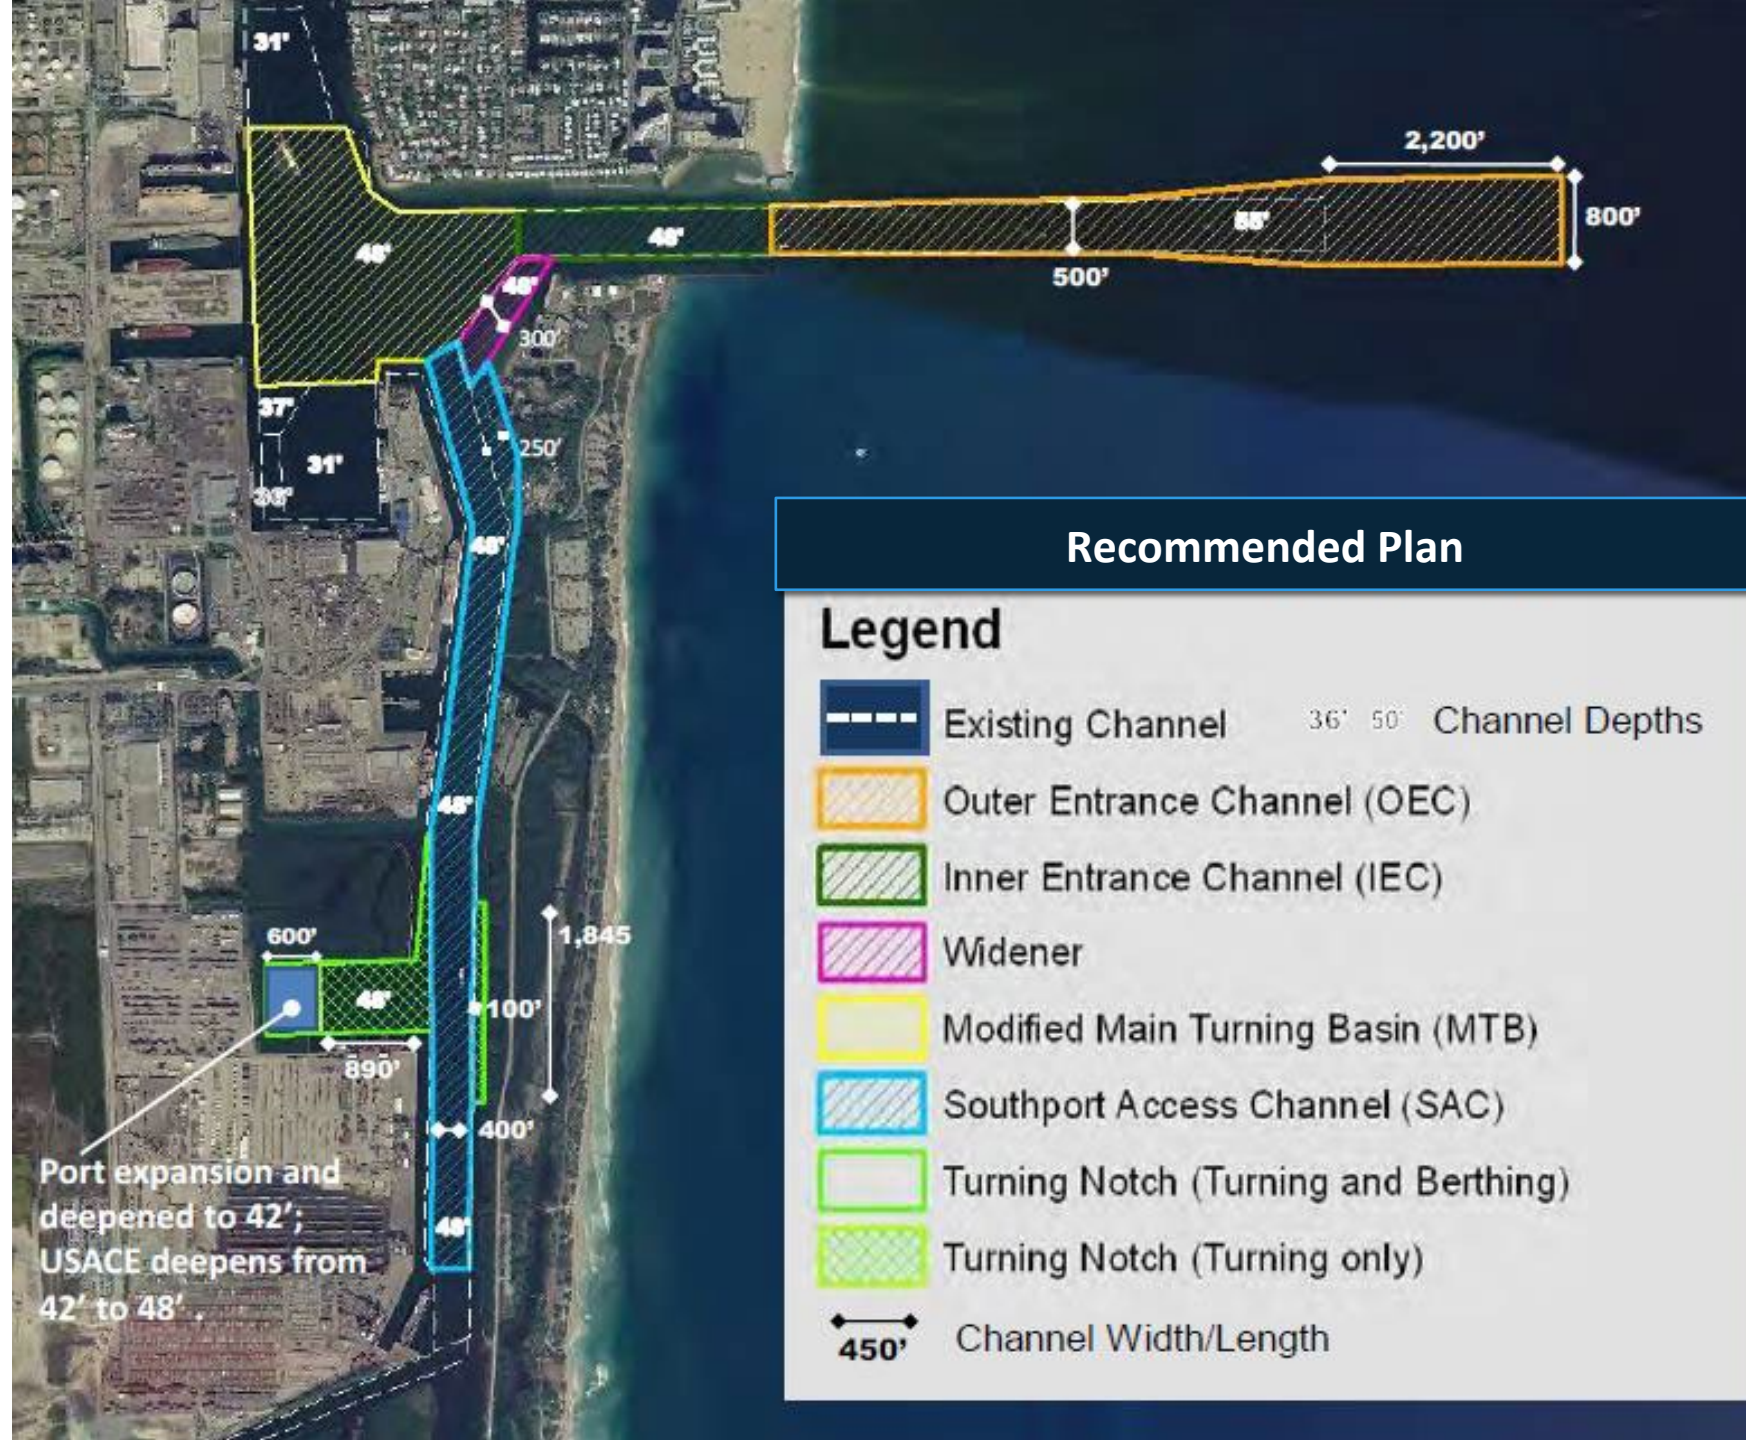 31'
2,200'
800'
55'
48'
48'
500'
48'
300'
37'
31'
36'
250'
48'
Recommended Plan
Legend
Existing Channel
36' 50' Channel Depths
Outer Entrance Channel (OEC)
Inner Entrance Channel (IEC)
Widener
Modified Main Turning Basin (MTB)
Southport Access Channel (SAC)
Turning Notch (Turning and Berthing)
Turning Notch (Turning only)
450'
Channel Width/Length
48'
600'
1,845
48'
100'
890'
400'
48'
Port expansion and
deepened to 42';
USACE deepens from
42' to 48' .